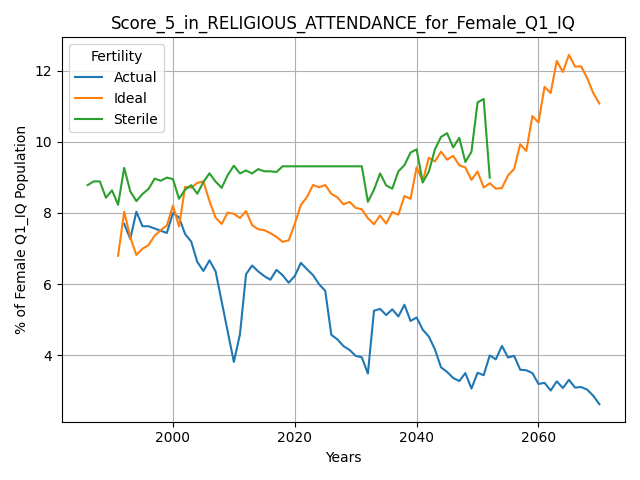 Score_5_in_RELIGIOUS_ATTENDANCE_for_Female_Q1_IQ
Fertility
Actual
Ideal
Sterile
% of Female Q1_IQ Population
12
10
8
6
4
2000
2020
2040
2060
Years